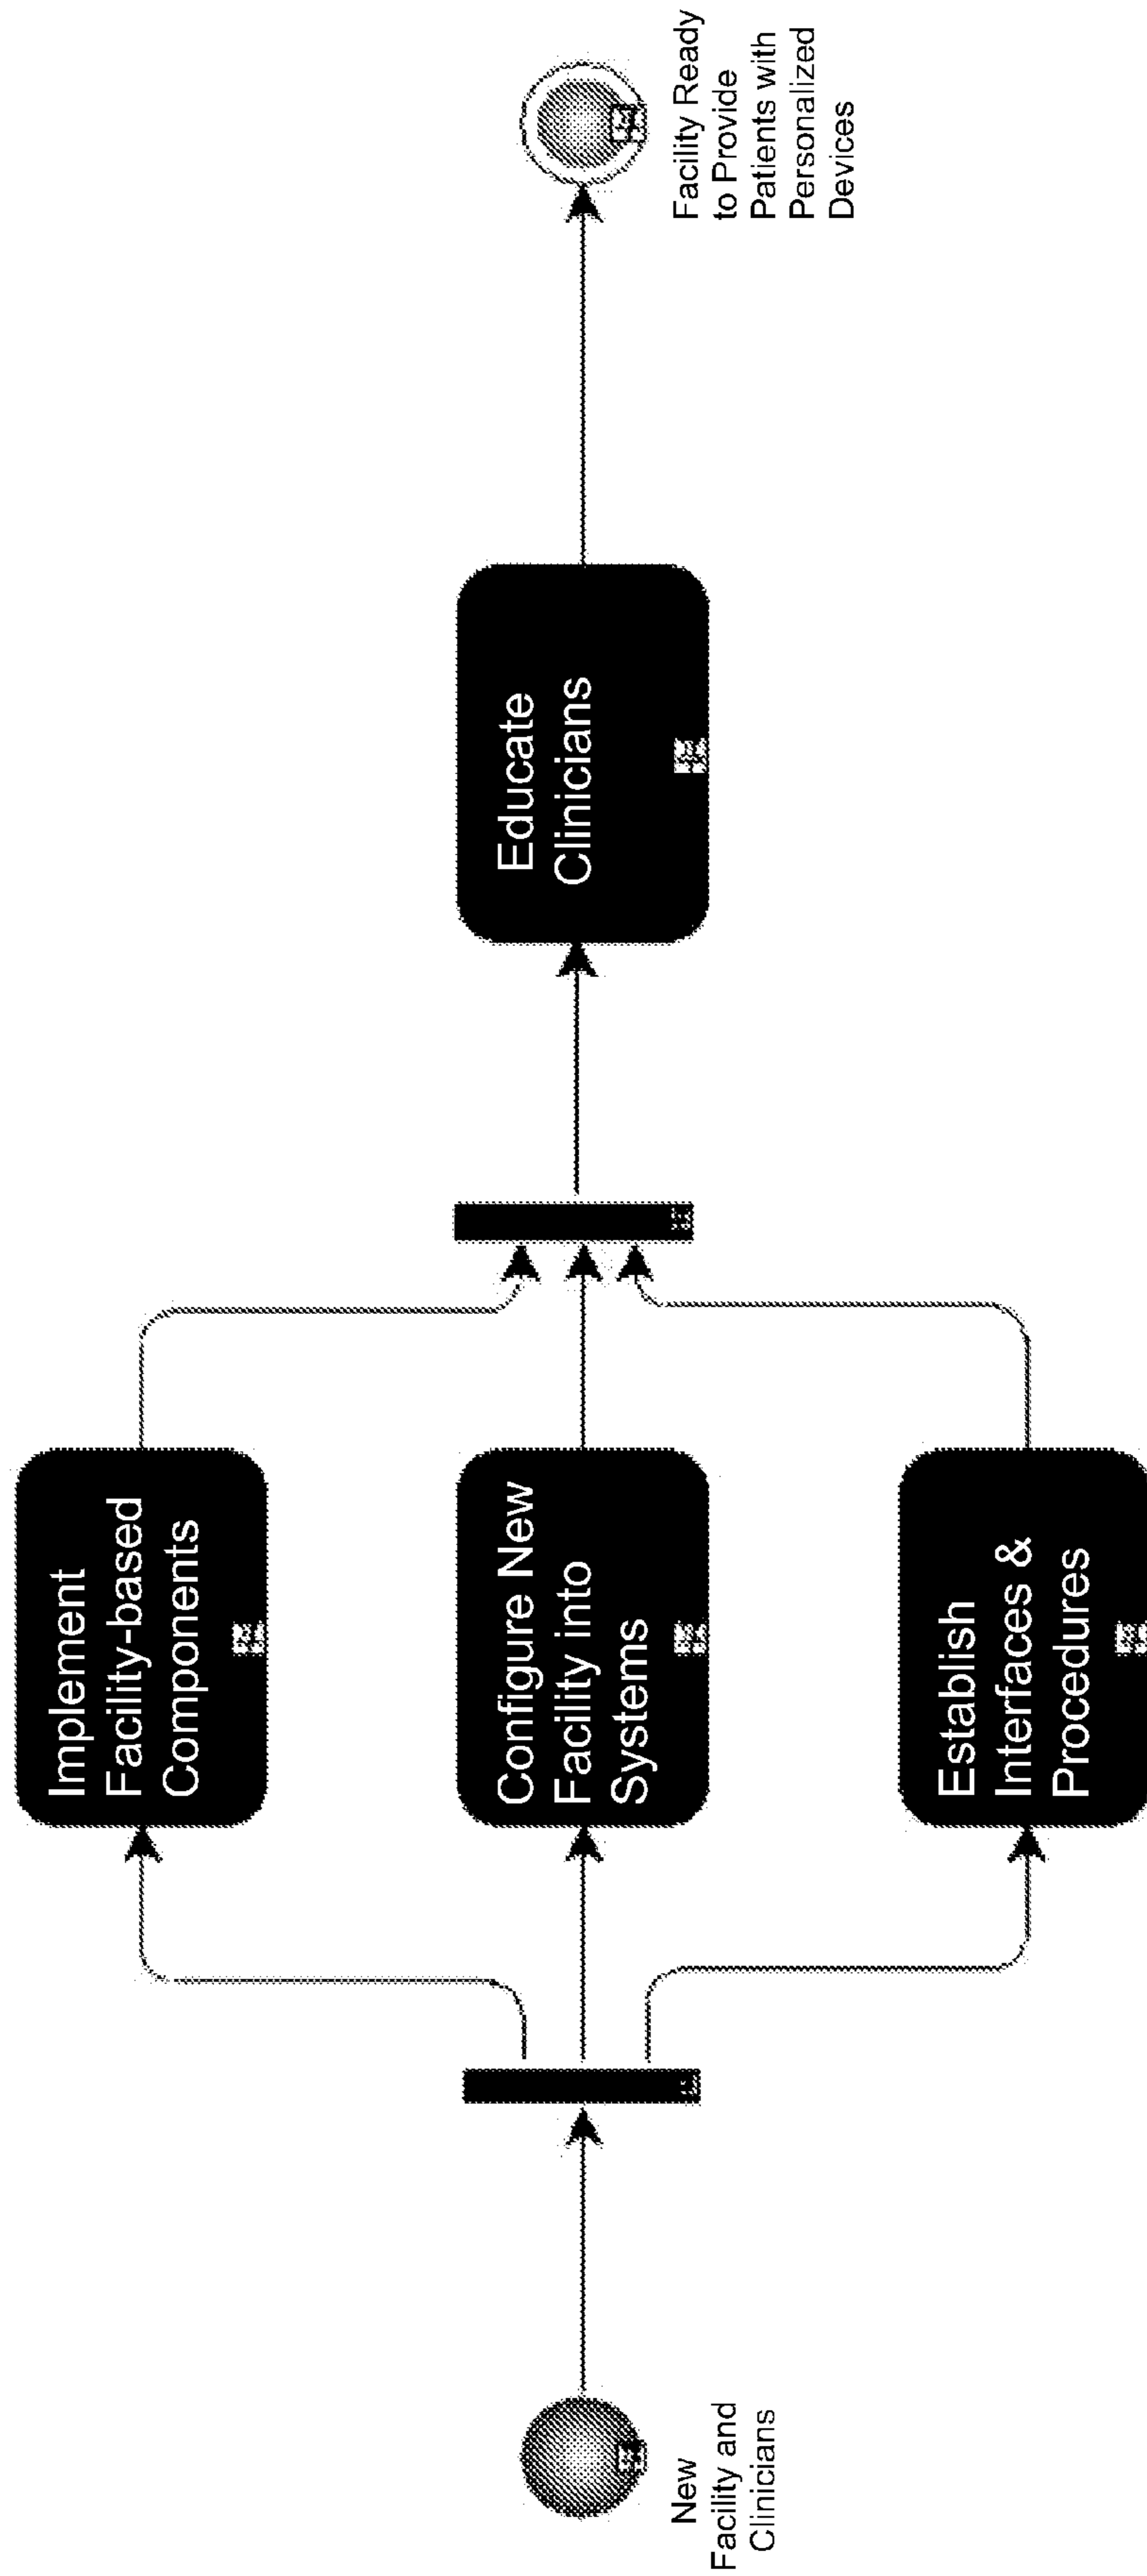 New
Facility and
Clinicians
Implement
Facility-based
Components
Configure New
Facility into
Systems
Establish
Interfaces &
Procedures
Educate
Clinicians
Facility Ready
to Provide
Patients with
Personalized
Devices